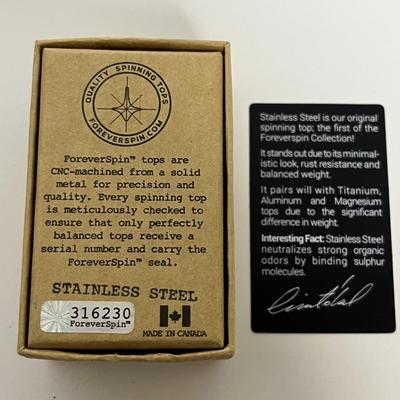 QUALITY SPINNING TOPS
FOREVERSPIN.COM
ForeverSpin™ tops are
CNC-machined from a solid
metal for precision and
quality. Every spinning top
is meticulously checked to
ensure that only perfectly
balanced tops receive a
serial number and carry the
ForeverSpin™ seal.
STAINLESS STEEL
316230
ForeverSpin™
MADE IN CANADA
Stainless Steel is our original
spinning top; the first of the
Foreverspin Collection!
It stands out due to its minimal-
istic look, rust resistance and
balanced weight.
It pairs will with Titanium,
Aluminum and Magnesium
tops due to the significant
difference in weight.
Interesting Fact: Stainless Steel
neutralizes strong organic
odors by binding sulphur
molecules.